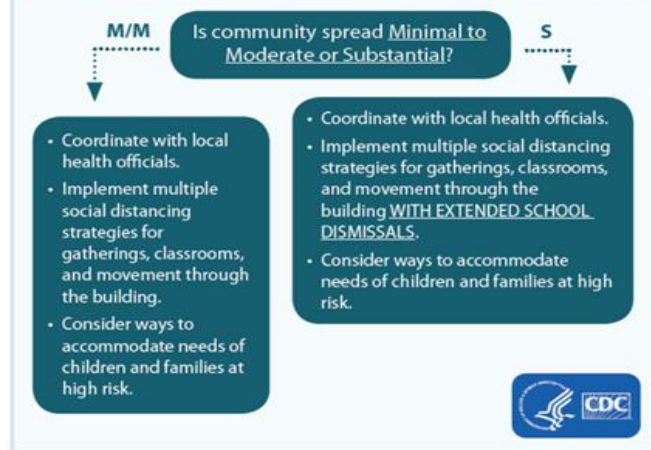 M/M
Is community spread Minimal to
Moderate or Substantial?
S
• Coordinate with local
health officials.
• Implement multiple
social distancing
strategies for
gatherings, classrooms,
and movement through
the building.
• Consider ways to
accommodate needs of
children and families at
high risk.
• Coordinate with local health officials.
• Implement multiple social distancing
strategies for gatherings, classrooms,
and movement through the
building WITH EXTENDED SCHOOL
DISMISSALS.
• Consider ways to accommodate
needs of children and families at high
risk.
CDC